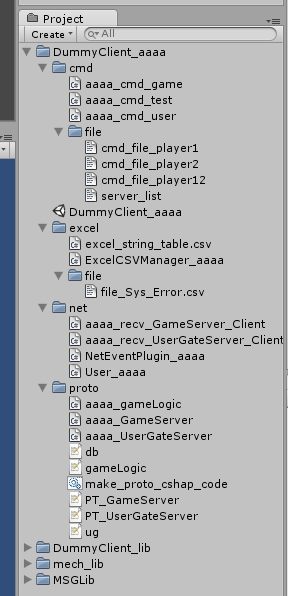 Project
Create
All
DummyClient_aaaa
cmd
aaaa_cmd_game
aaaa_cmd_test
aaaa_cmd_user
file
cmd_file_player1
cmd_file_player2
cmd_file_player12
server_list
DummyClient_aaaa
excel
excel_string_table.csv
ExcelCSVManager_aaaa
file
file_Sys_Error.csv
net
aaaa_recv_GameServer_Client
aaaa_recv_UserGateServer_Client
NetEventPlugin_aaaa
User_aaaa
proto
aaaa_gameLogic
aaaa_GameServer
aaaa_UserGateServer
db
gameLogic
make_proto_cshap_code
PT_GameServer
PT_UserGateServer
ug
DummyClient_lib
mech_lib
MSGLib